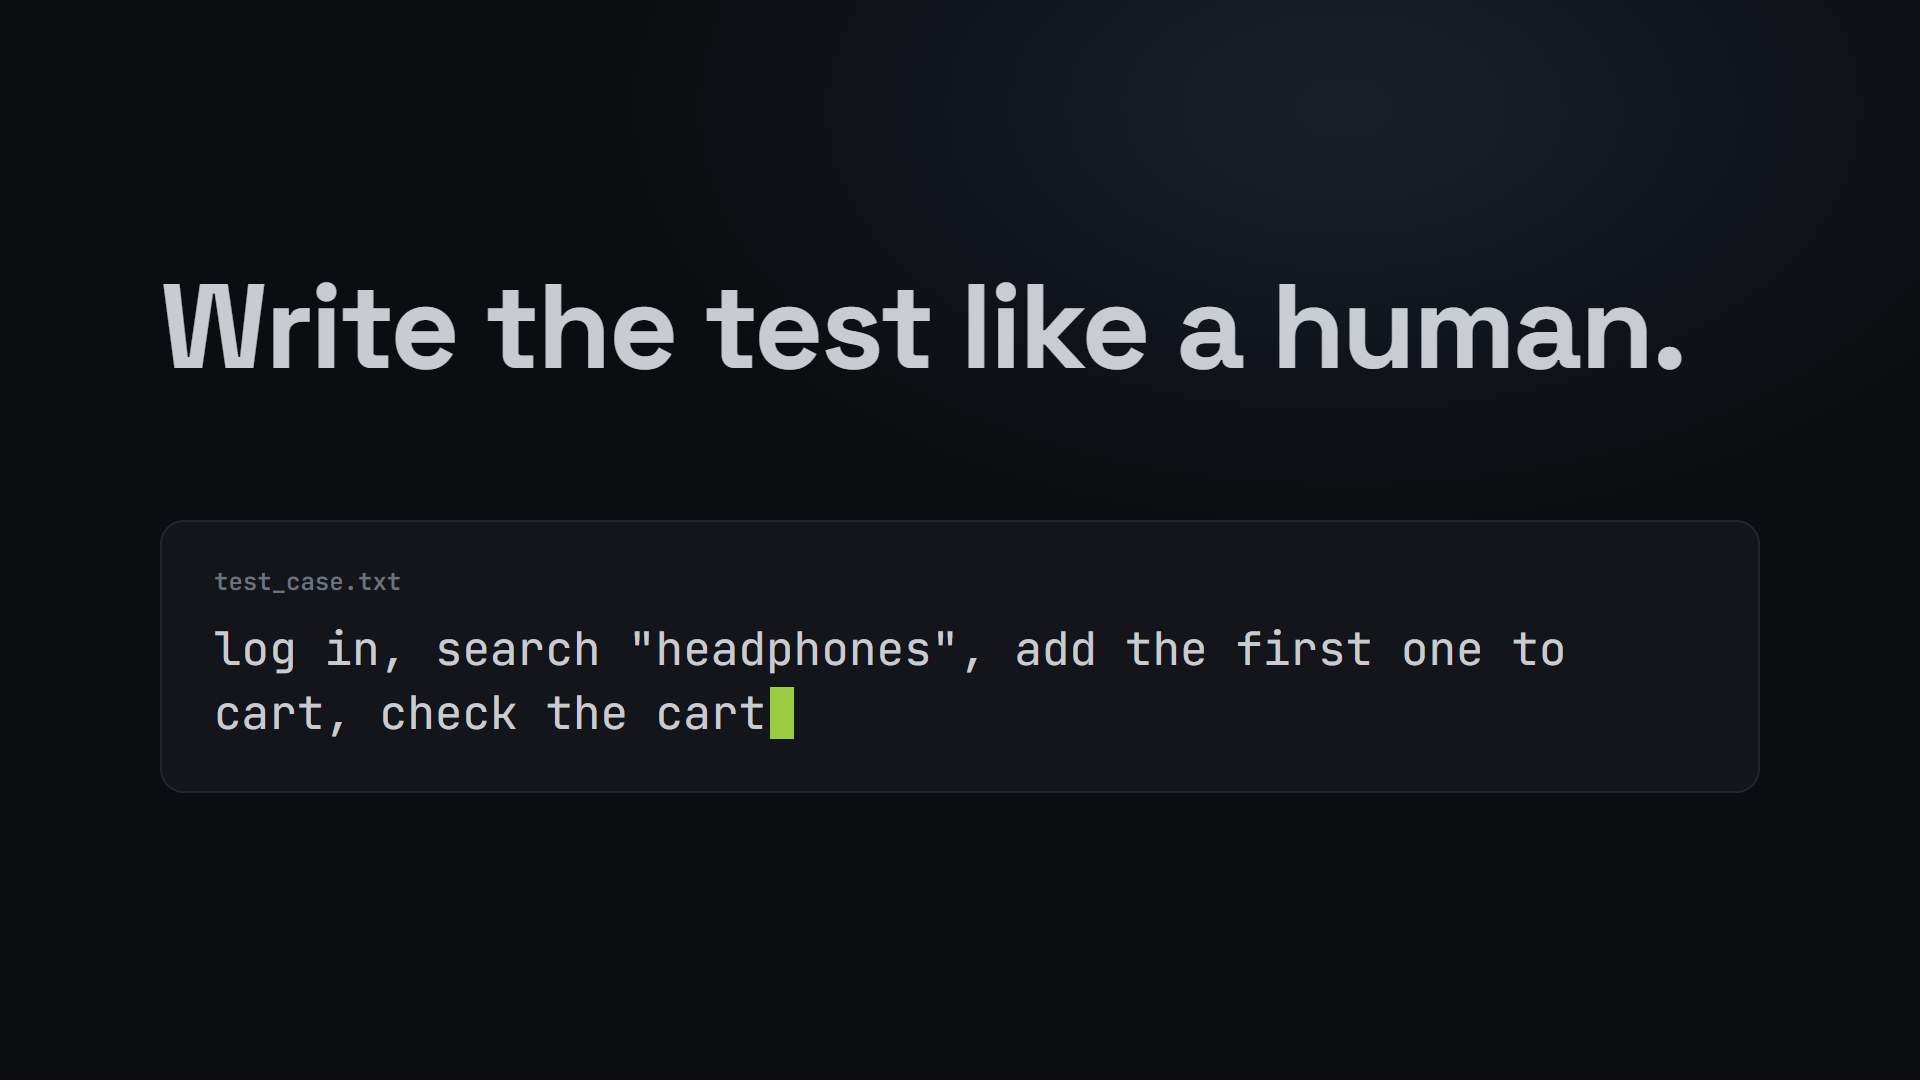 Write the test like a human.
test_case.txt
log in, search "headphones", add the first one to
cart, check the cart